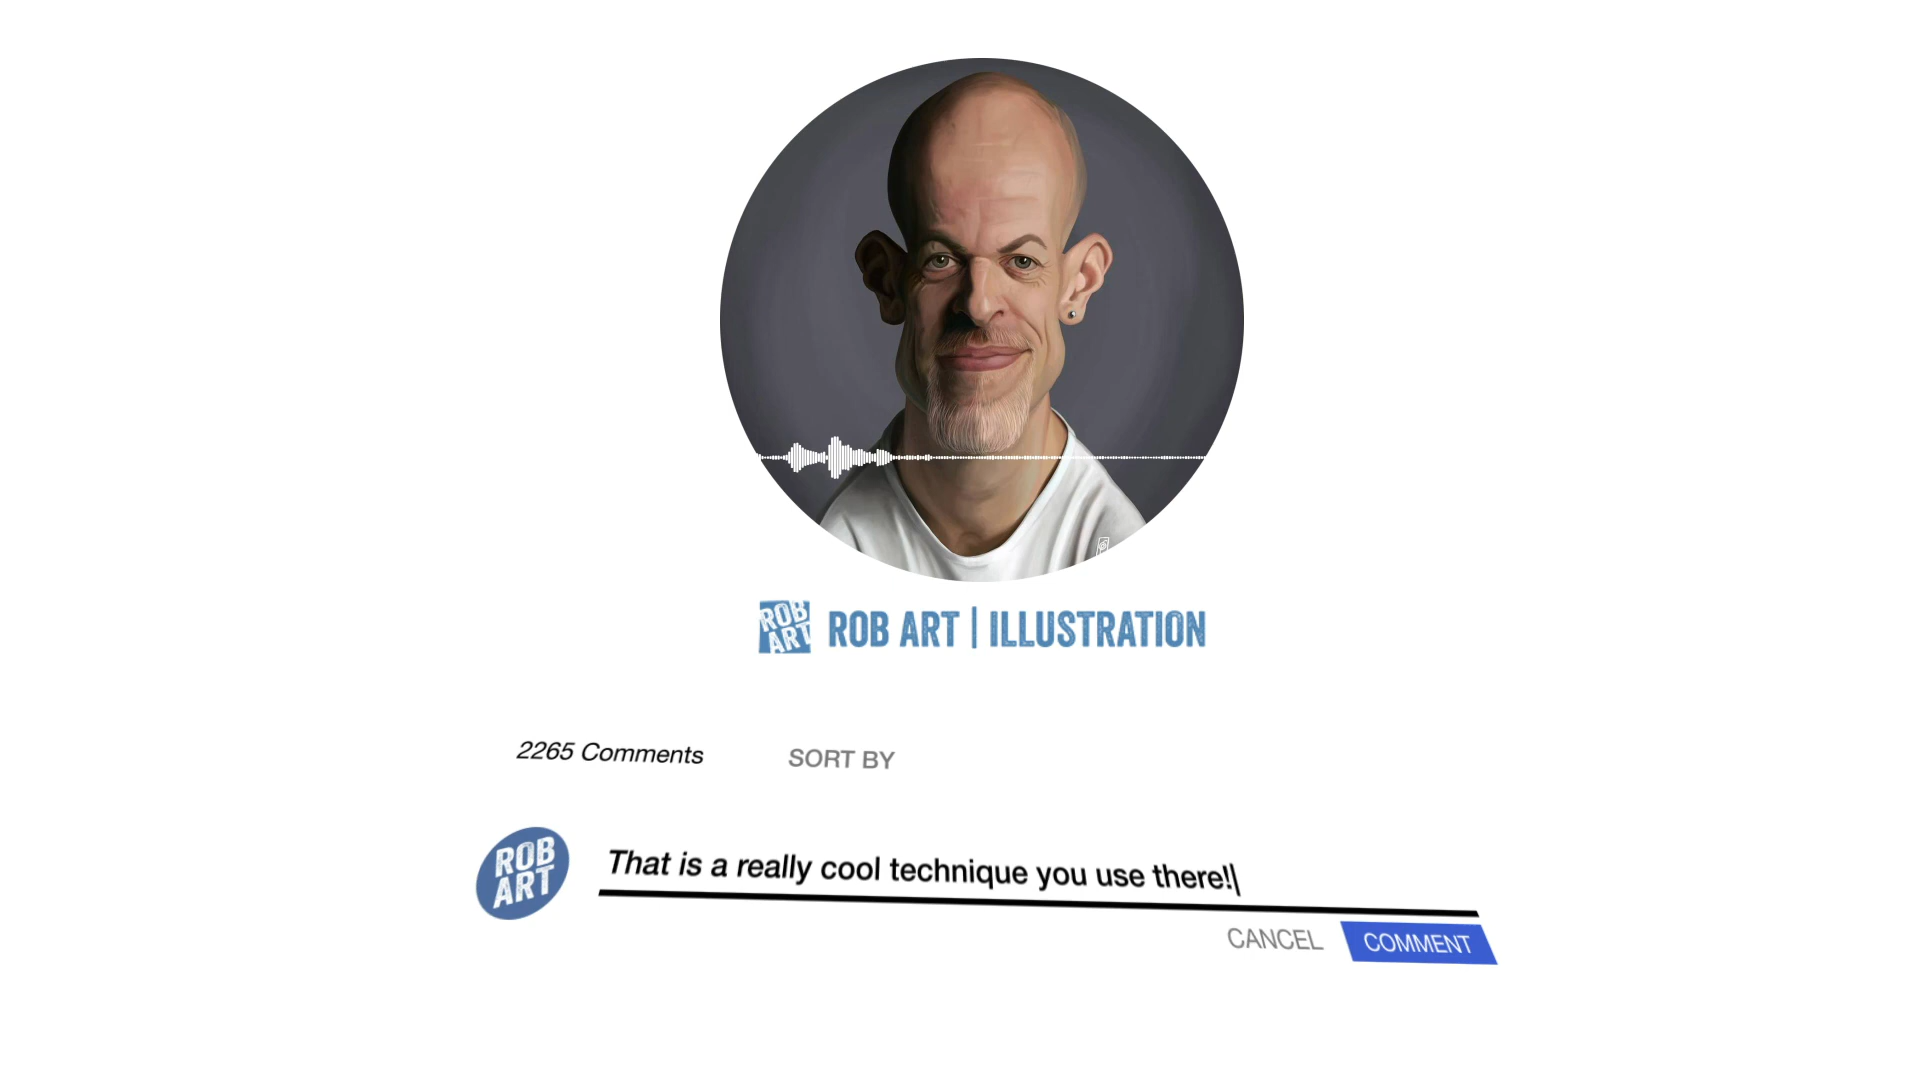 ROB
ART
ROB ART | ILLUSTRATION
2265 Comments
SORT BY
ROB
ART
That is a really cool technique you use there!
CANCEL
COMMENT